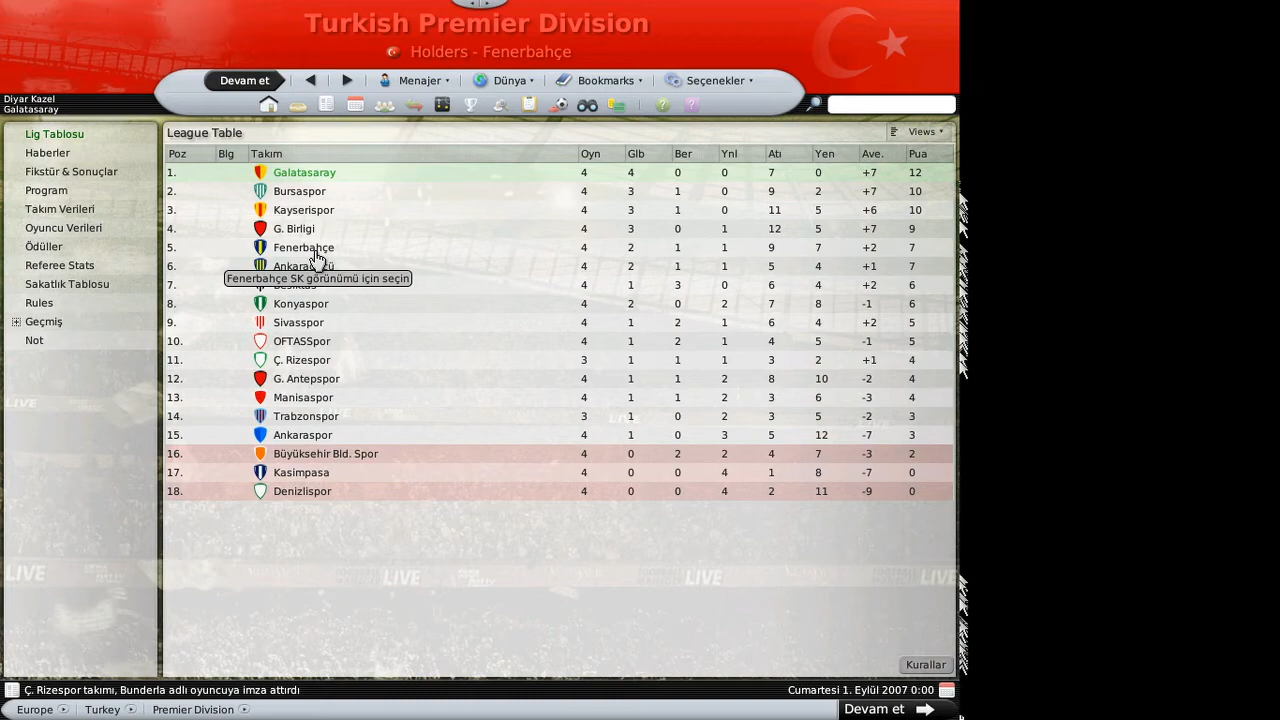 Turkish Premier Division
Holders - Fenerbahçe
Devam et Menajer Dünya Bookmarks Seçenekler
Diyar Kazel
Galatasaray
Lig Tablosu
Haberler
Fikstür & Sonuçlar
Program
Takım Verileri
Oyuncu Verileri
Ödüller
Referee Stats
Sakatlık Tablosu
Rules
Geçmiş
Not
League Table Views
Poz Blg Takım Oyn Glb Ber Ynl Atı Yen Ave. Pua
1. Galatasaray 4 4 0 0 7 0 +7 12
2. Bursaspor 4 3 1 0 9 2 +7 10
3. Kayserispor 4 3 1 0 11 5 +6 10
4. G. Birligi 4 3 0 1 12 5 +7 9
5. Fenerbahçe 4 2 1 1 9 7 +2 7
6. 4 2 1 1 5 4 +1 7
Fenerbahçe SK görünümü için seçin
7. 4 1 3 0 6 4 +2 6
8. Konyaspor 4 2 0 2 7 8 -1 6
9. Sivasspor 4 1 2 1 6 4 +2 5
10. OFTASSpor 4 1 2 1 4 5 -1 5
11. Ç. Rizespor 3 1 1 1 3 2 +1 4
12. G. Antepspor 4 1 1 2 8 10 -2 4
13. Manisaspor 4 1 1 2 3 6 -3 4
14. Trabzonspor 3 1 0 2 3 5 -2 3
15. Ankaraspor 4 1 0 3 5 12 -7 3
16. Büyüksehir Bld. Spor 4 0 2 2 4 7 -3 2
17. Kasimpasa 4 0 0 4 1 8 -7 0
18. Denizlispor 4 0 0 4 2 11 -9 0
LIVE
LIVE
LIVE
LIVE
LIVE
Kurallar
Ç. Rizespor takımı, Bunderla adlı oyuncuya imza attırdı
Cumartesi 1. Eylül 2007 0:00
Europe Turkey Premier Division Devam et